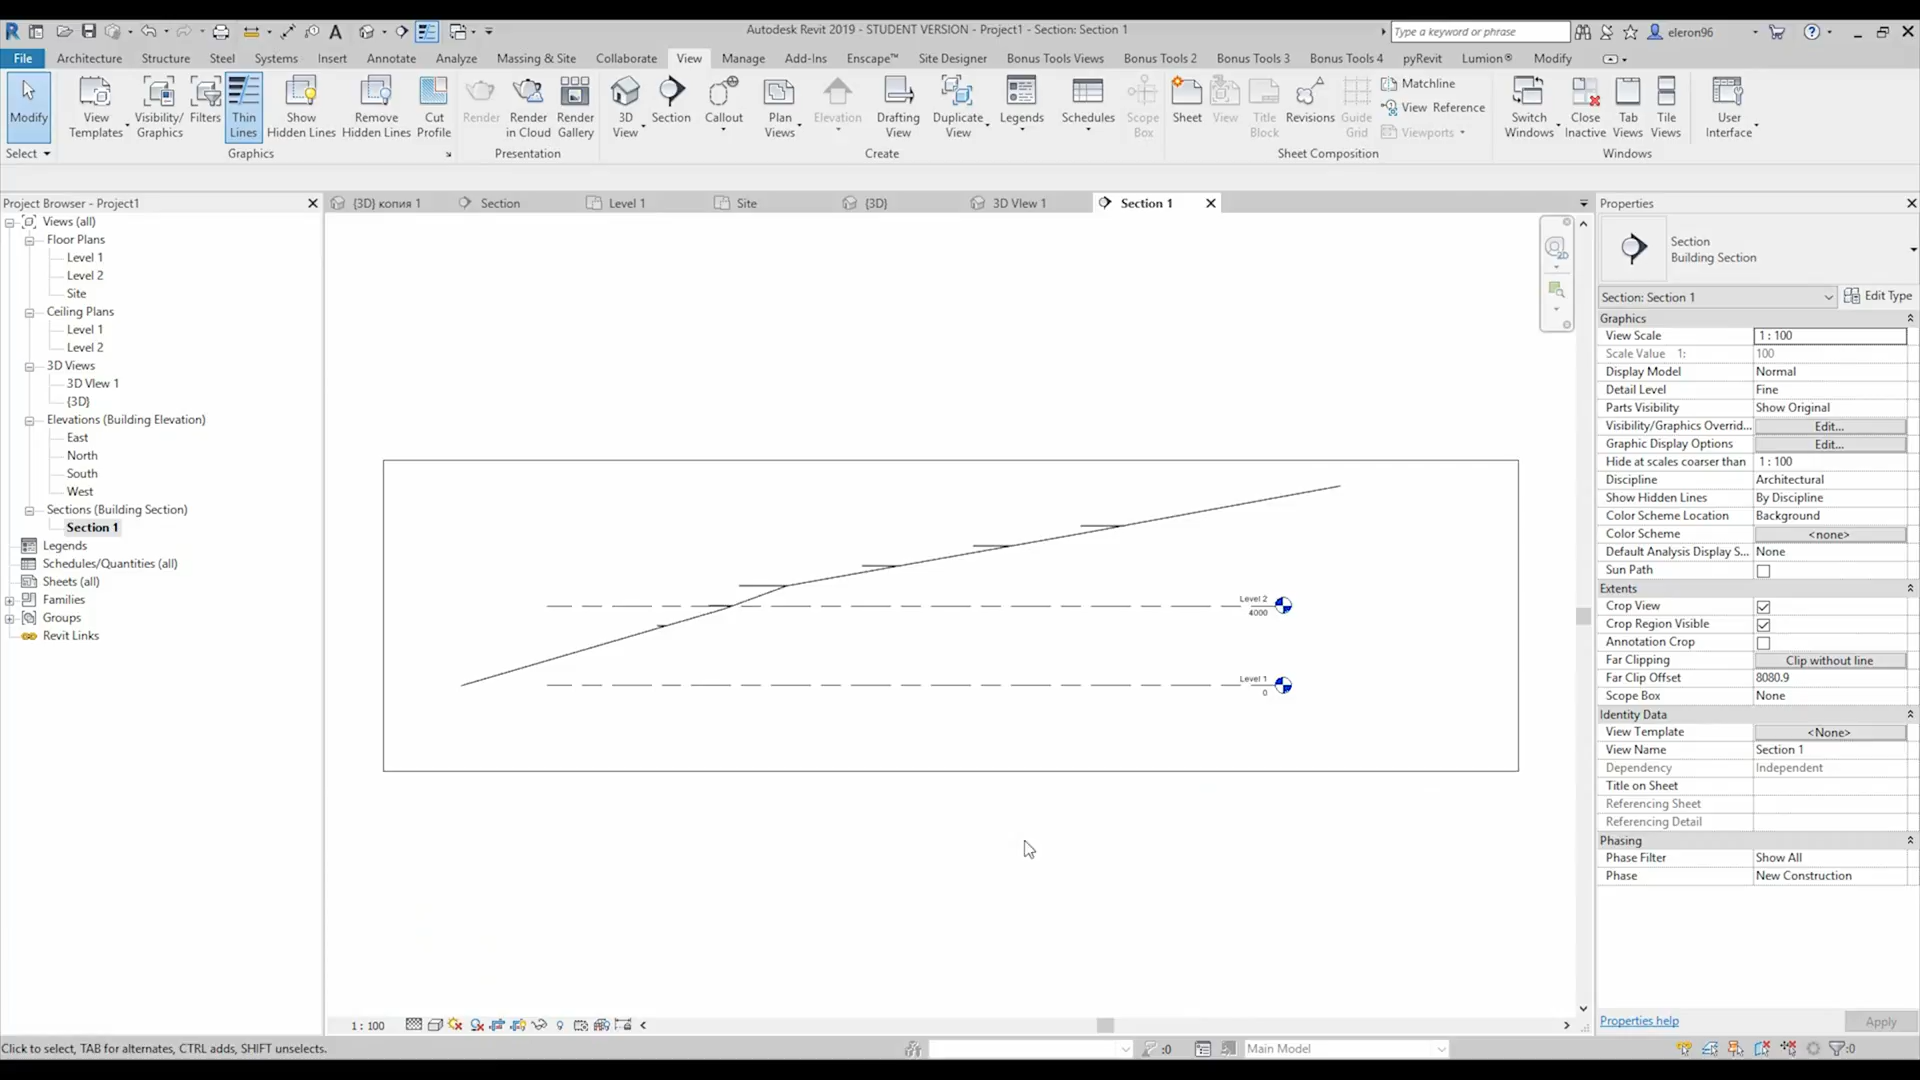 Autodesk Revit 2019 - STUDENT VERSION - Project1 - Section: Section 1
Type a keyword or phrase
eleron96
File Architecture Structure Steel Systems Insert Annotate Analyze Massing & Site Collaborate View Manage Add-Ins Enscape™ Site Designer Bonus Tools Views Bonus Tools 2 Bonus Tools 3 Bonus Tools 4 pyRevit Lumion® Modify
Modify
View Templates
Visibility/ Graphics
Filters
Thin Lines
Show Hidden Lines
Remove Hidden Lines
Cut Profile
Render
Render in Cloud
Render Gallery
3D View
Section
Callout
Plan Views
Elevation
Drafting View
Duplicate View
Legends
Schedules
Scope Box
Sheet
View
Title Block
Revisions
Guide Grid
Matchline
View Reference
Viewports
Switch Windows
Close Inactive
Tab Views
Tile Views
User Interface
Select Graphics Presentation Create Sheet Composition Windows
Project Browser - Project1
Views (all)
Floor Plans
Level 1
Level 2
Site
Ceiling Plans
Level 1
Level 2
3D Views
3D VIew 1
{3D}
Elevations (Building Elevation)
East
North
South
West
Sections (Building Section)
Section 1
Legends
Schedules/Quantities (all)
Sheets (all)
Families
Groups
Revit Links
{3D} копия 1 Section Level 1 Site {3D} 3D VIew 1 Section 1
2D
Level 2
4000
Level 1
0
1 : 100
Properties
Section
Building Section
Section: Section 1 Edit Type
Graphics
View Scale 1 : 100
Scale Value 1: 100
Display Model Normal
Detail Level Fine
Parts Visibility Show Original
Visibility/Graphics Overrid... Edit...
Graphic Display Options Edit...
Hide at scales coarser than 1 : 100
Discipline Architectural
Show Hidden Lines By Discipline
Color Scheme Location Background
Color Scheme <none>
Default Analysis Display S... None
Sun Path
Extents
Crop View
Crop Region Visible
Annotation Crop
Far Clipping Clip without line
Far Clip Offset 8080.9
Scope Box None
Identity Data
View Template <None>
View Name Section 1
Dependency Independent
Title on Sheet
Referencing Sheet
Referencing Detail
Phasing
Phase Filter Show All
Phase New Construction
Properties help Apply
Click to select, TAB for alternates, CTRL adds, SHIFT unselects.
:0
Main Model
:0